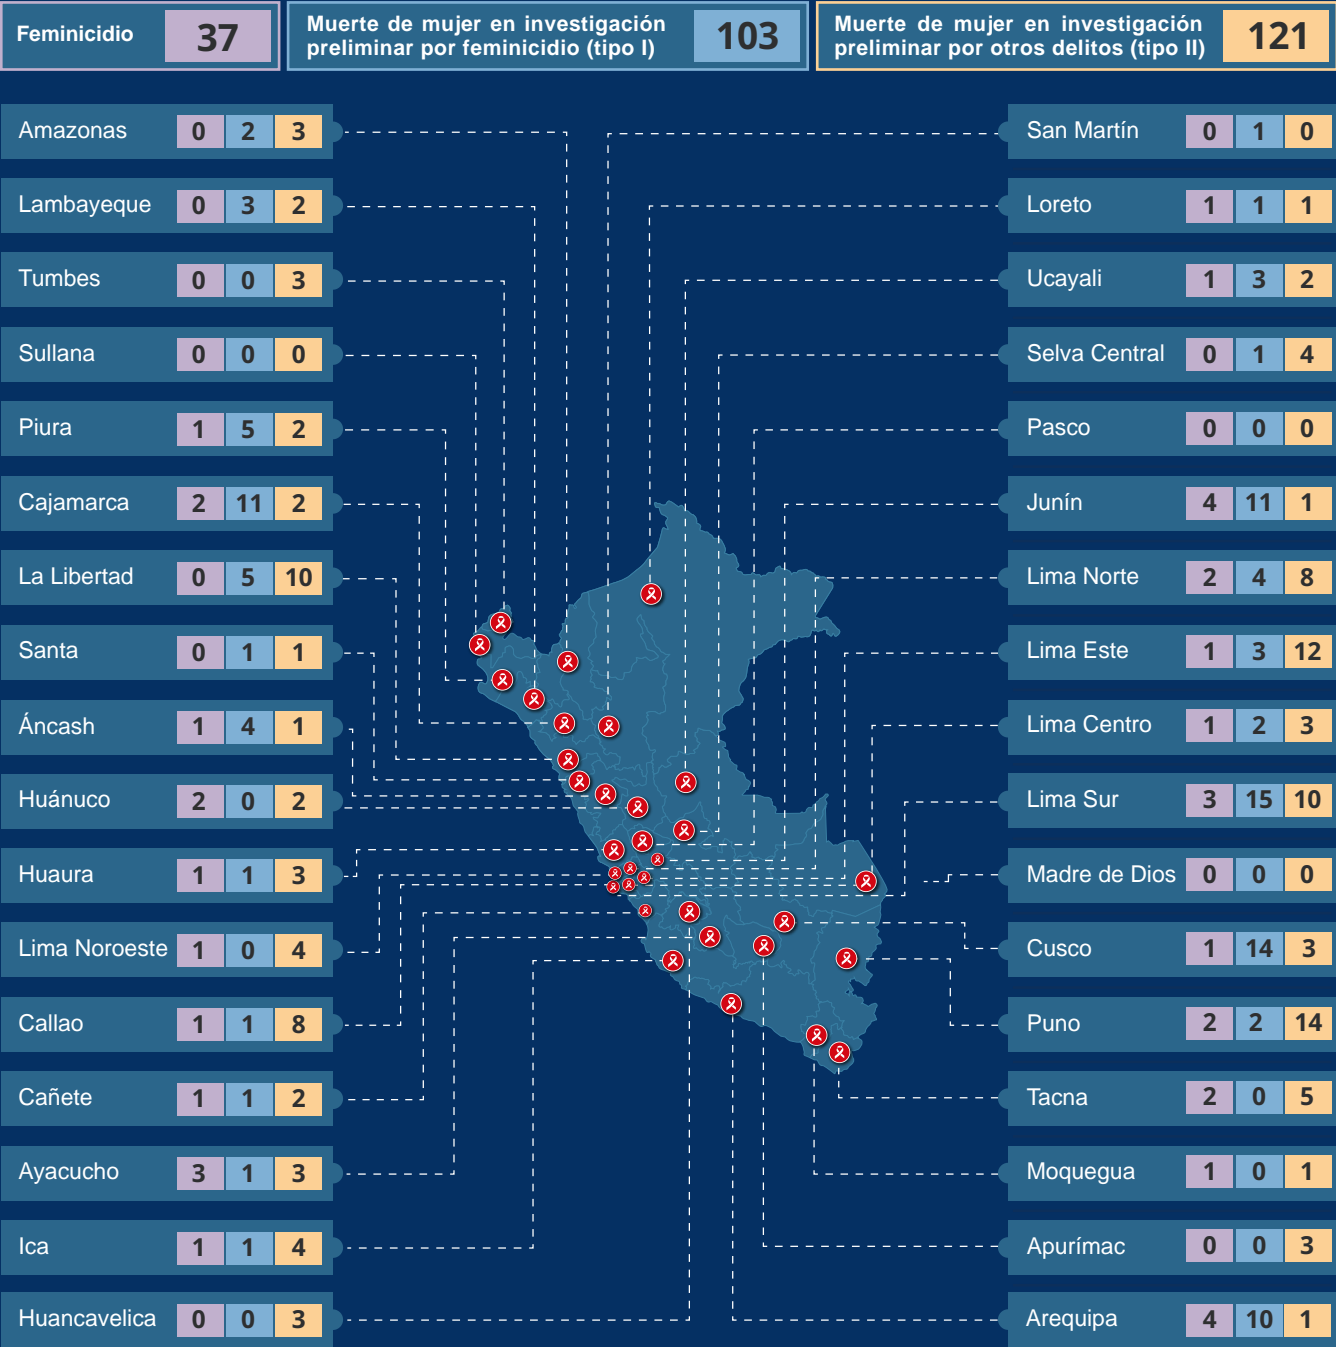 Feminicidio 37
Muerte de mujer en investigación
preliminar por feminicidio (tipo I) 103
Muerte de mujer en investigación
preliminar por otros delitos (tipo II) 121
Amazonas 0 2 3
Lambayeque 0 3 2
Tumbes 0 0 3
Sullana 0 0 0
Piura 1 5 2
Cajamarca 2 11 2
La Libertad 0 5 10
Santa 0 1 1
Áncash 1 4 1
Huánuco 2 0 2
Huaura 1 1 3
Lima Noroeste 1 0 4
Callao 1 1 8
Cañete 1 1 2
Ayacucho 3 1 3
Ica 1 1 4
Huancavelica 0 0 3
San Martín 0 1 0
Loreto 1 1 1
Ucayali 1 3 2
Selva Central 0 1 4
Pasco 0 0 0
Junín 4 11 1
Lima Norte 2 4 8
Lima Este 1 3 12
Lima Centro 1 2 3
Lima Sur 3 15 10
Madre de Dios 0 0 0
Cusco 1 14 3
Puno 2 2 14
Tacna 2 0 5
Moquegua 1 0 1
Apurímac 0 0 3
Arequipa 4 10 1